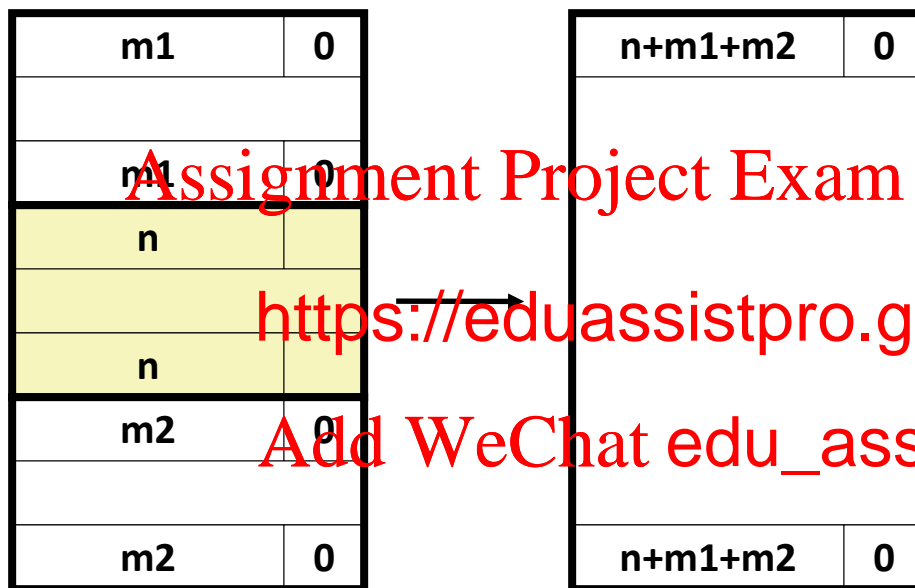 m1 0 n+m1+m2 0
m1 0
Assignment Project Exam
n
https://eduassistpro.g
n
m2 0
Add WeChat edu_ass
m2 0 n+m1+m2 0